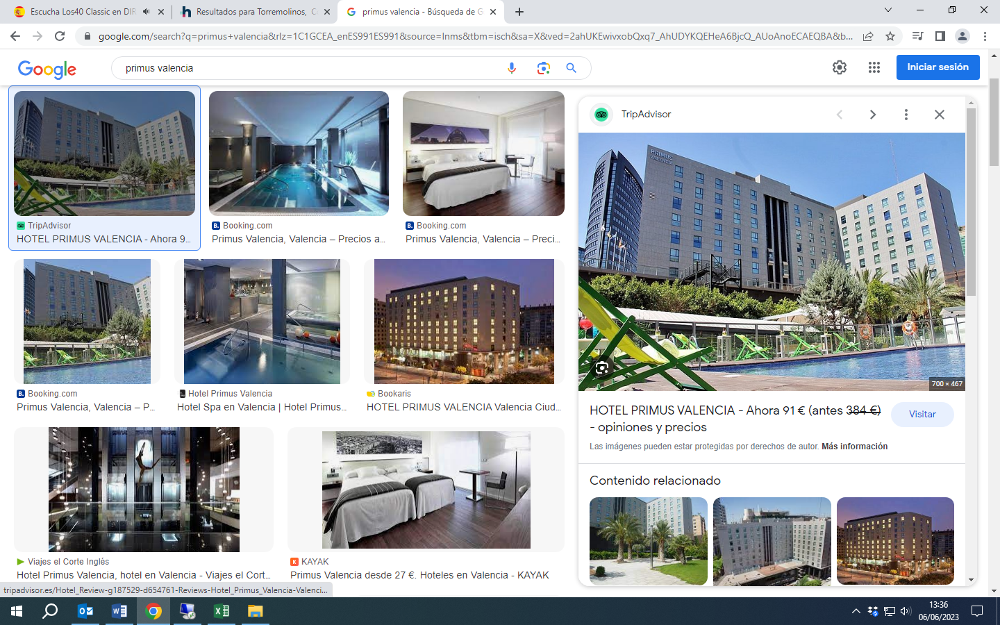 Escucha Los40 Classic en DIR
Resultados para Torremolinos, C
primus valencia - Búsqueda de G
google.com/search?q=primus+valencia&rlz=1C1GCEA_enES991ES991&source=lnms&tbm=isch&sa=X&ved=2ahUKEwivxobQxq7_AhUDYKQEHeA6BjcQ_AUoAnoECAEQBA&b...
Google
primus valencia
Iniciar sesión
TripAdvisor
HOTEL PRIMUS VALENCIA - Ahora 9...
Booking.com
Primus Valencia, Valencia – Precios a...
Booking.com
Primus Valencia, Valencia – Preci...
Booking.com
Primus Valencia, Valencia – P...
Hotel Primus Valencia
Hotel Spa en Valencia | Hotel Primus...
Bookaris
HOTEL PRIMUS VALENCIA Valencia Ciud...
Viajes el Corte Inglés
Hotel Primus Valencia, hotel en Valencia - Viajes el Cort...
KAYAK
Primus Valencia desde 27 €. Hoteles en Valencia - KAYAK
TripAdvisor
PRIMUS
VALENCIA
700 × 467
HOTEL PRIMUS VALENCIA - Ahora 91 € (antes 384 €)
- opiniones y precios
Visitar
Las imágenes pueden estar protegidas por derechos de autor. Más información
Contenido relacionado
tripadvisor.es/Hotel_Review-g187529-d654761-Reviews-Hotel_Primus_Valencia-Valenci...
13:36
06/06/2023